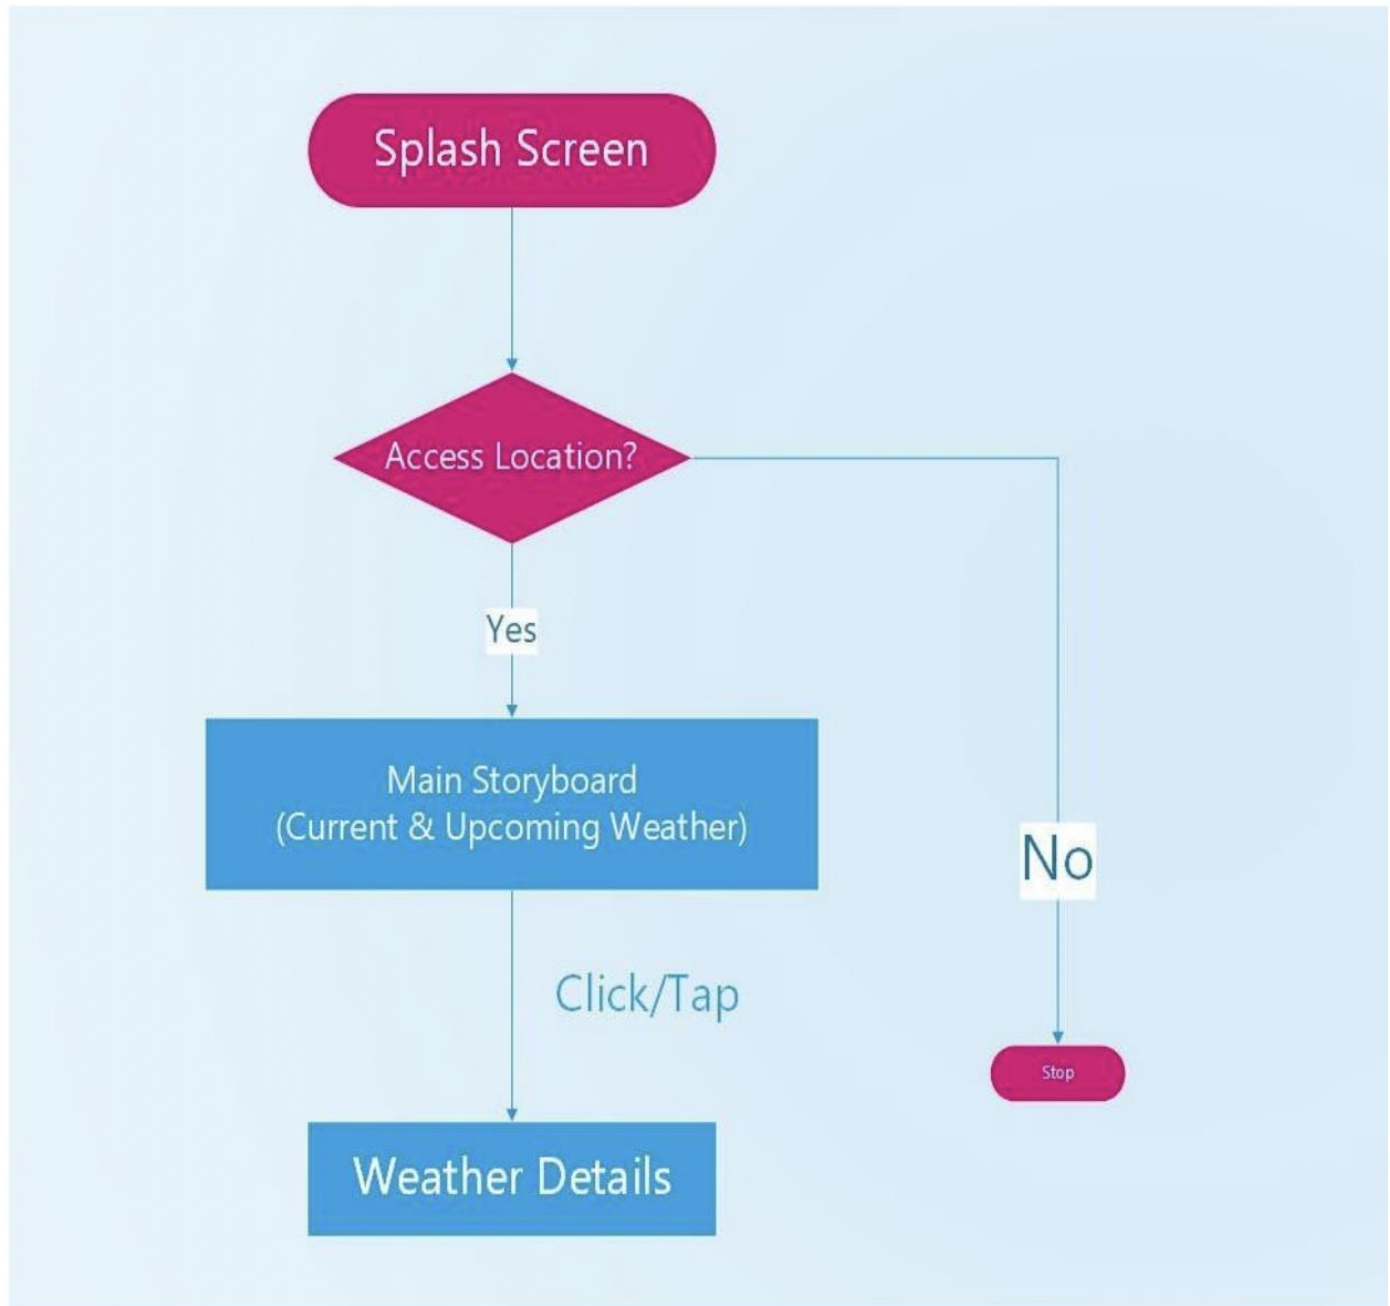 Splash Screen
Access Location?
Yes
Main Storyboard
(Current & Upcoming Weather)
No
Click/Tap
Stop
Weather Details